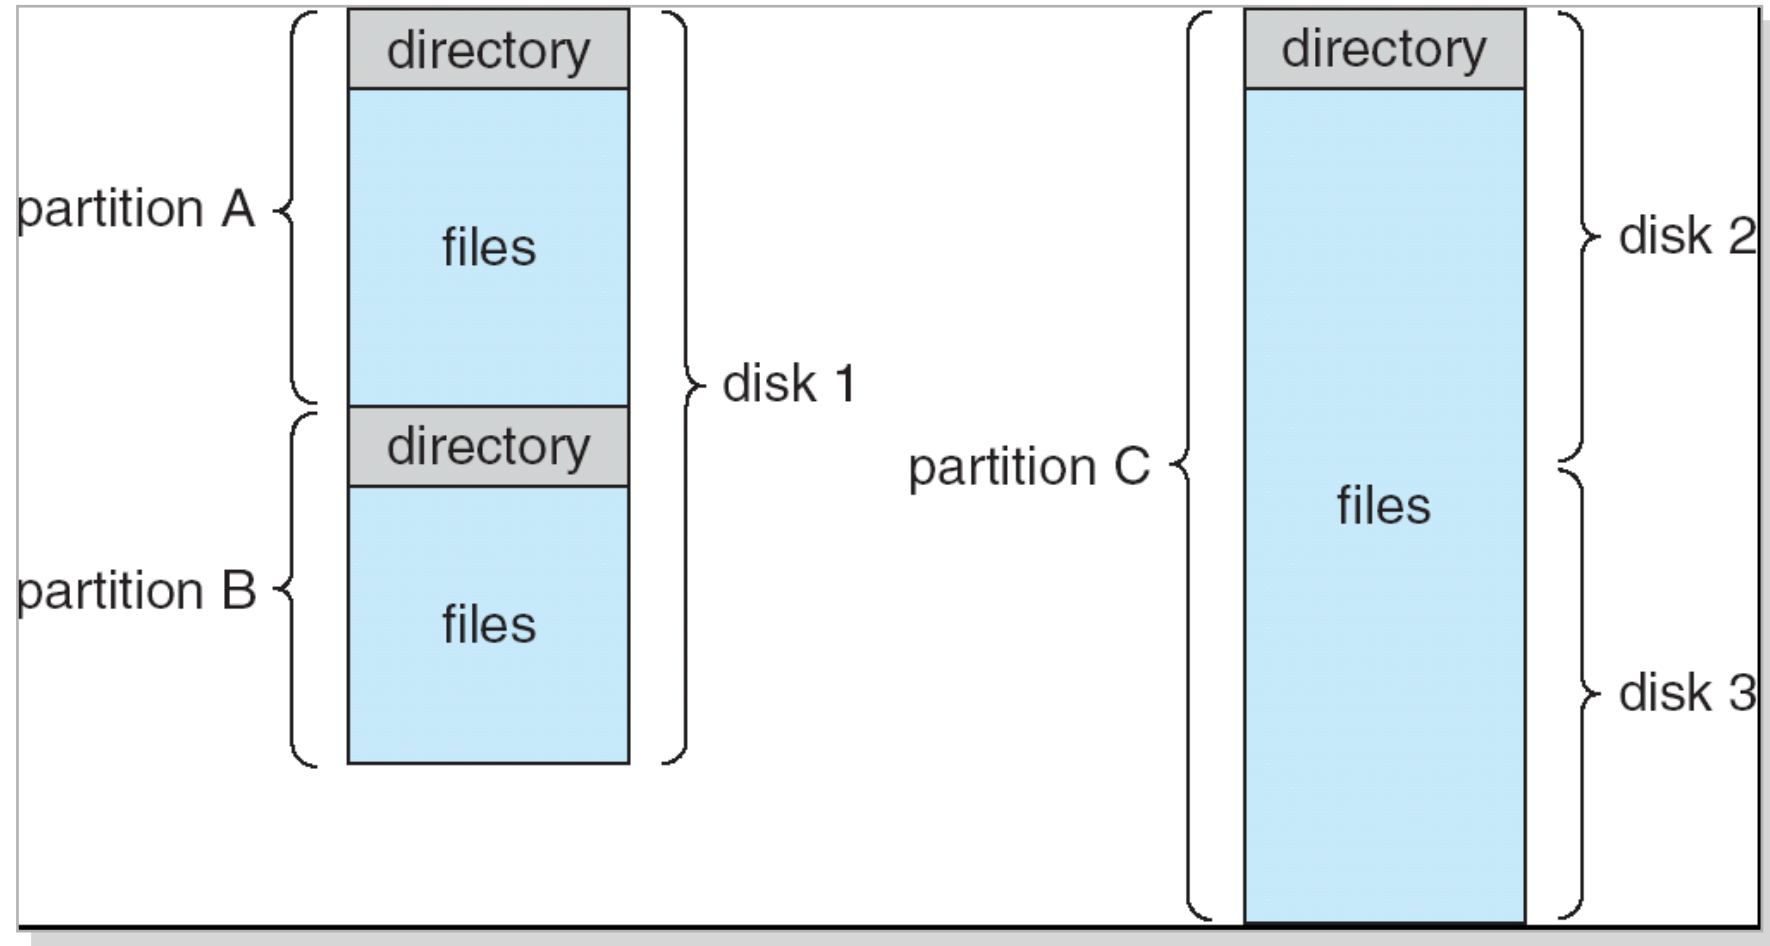 directory
files
partition A
directory
files
partition B
disk 1
directory
files
partition C
disk 2
disk 3